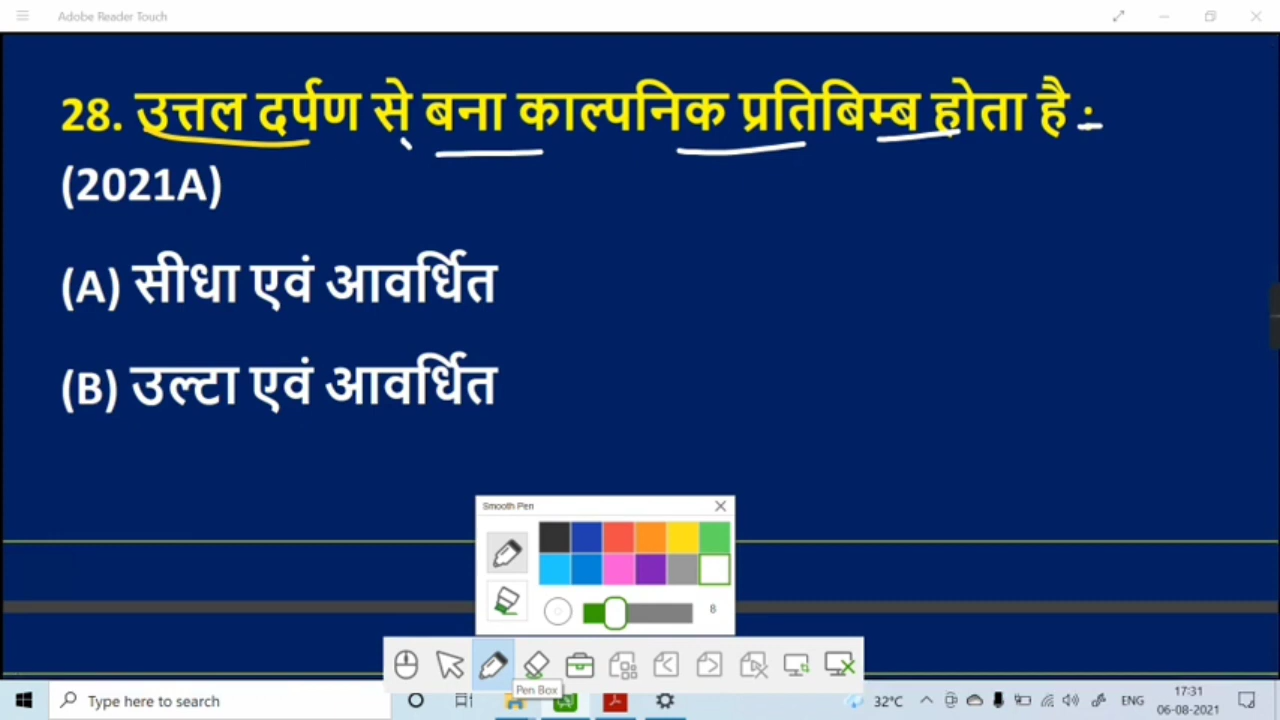 Adobe Reader Touch
28. उत्तल दर्पण से बना काल्पनिक प्रतिबिम्ब होता है :
(2021A)
(A) सीधा एवं आवर्धित
(B) उल्टा एवं आवर्धित
Smooth Pen
8
Pen Box
Type here to search
32°C
ENG
17:31
06-08-2021